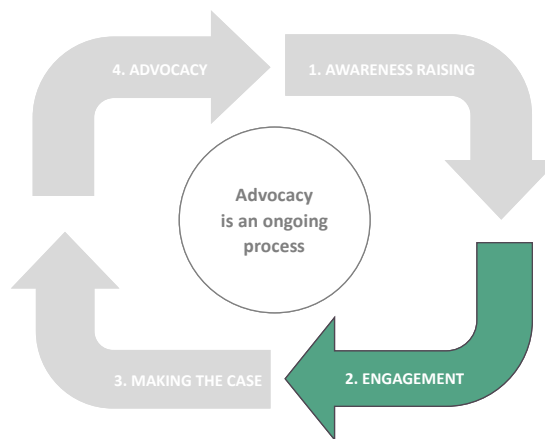 4. ADVOCACY
1. AWARENESS RAISING
Advocacy
is an ongoing
process
3. MAKING THE CASE
2. ENGAGEMENT